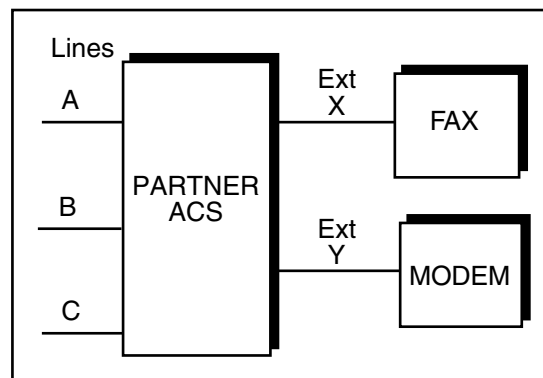 Lines
A
B
C
PARTNER
ACS
Ext
X
FAX
Ext
Y
MODEM